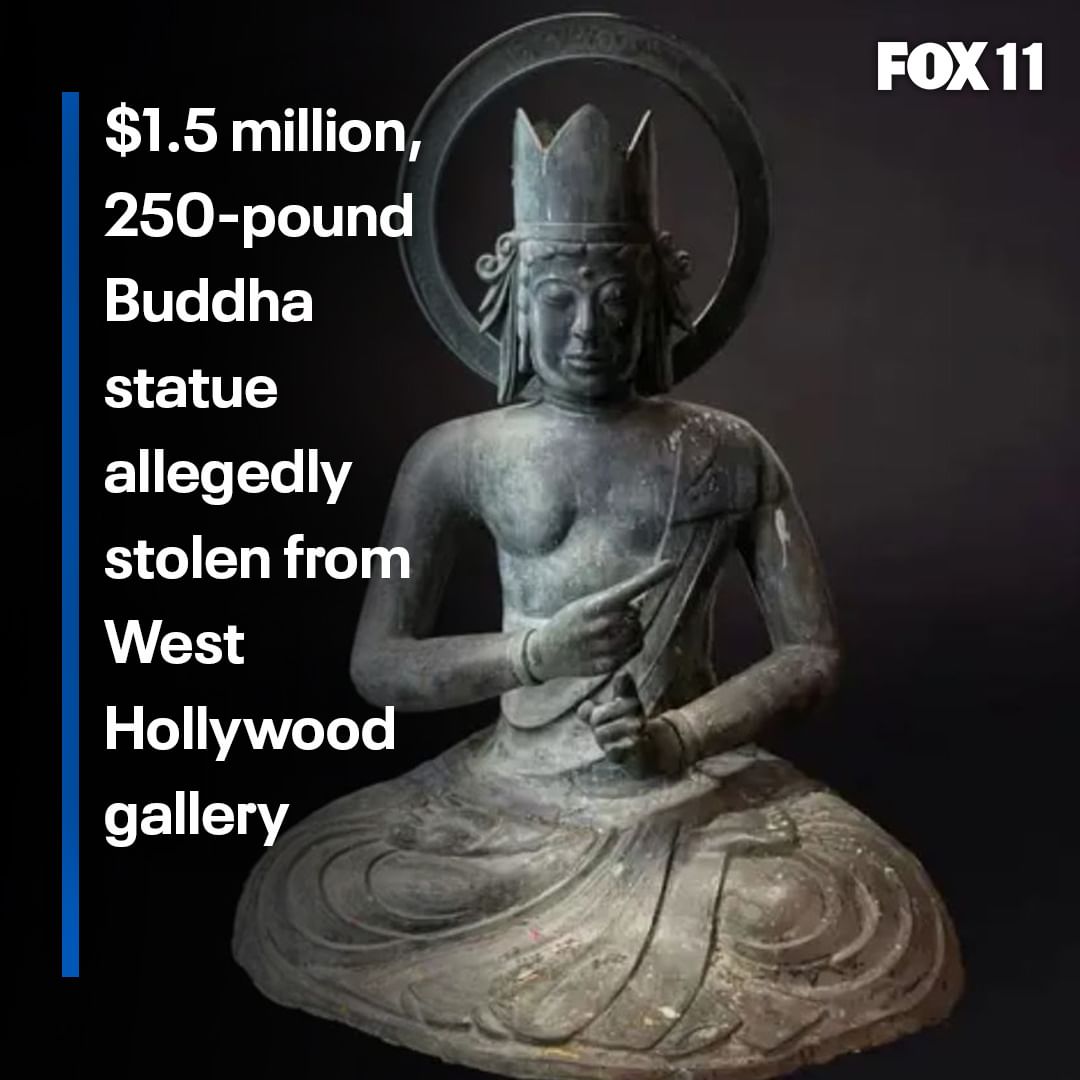 FOX 11
$1.5 million,
250-pound
Buddha
statue
allegedly
stolen from
West
Hollywood
gallery